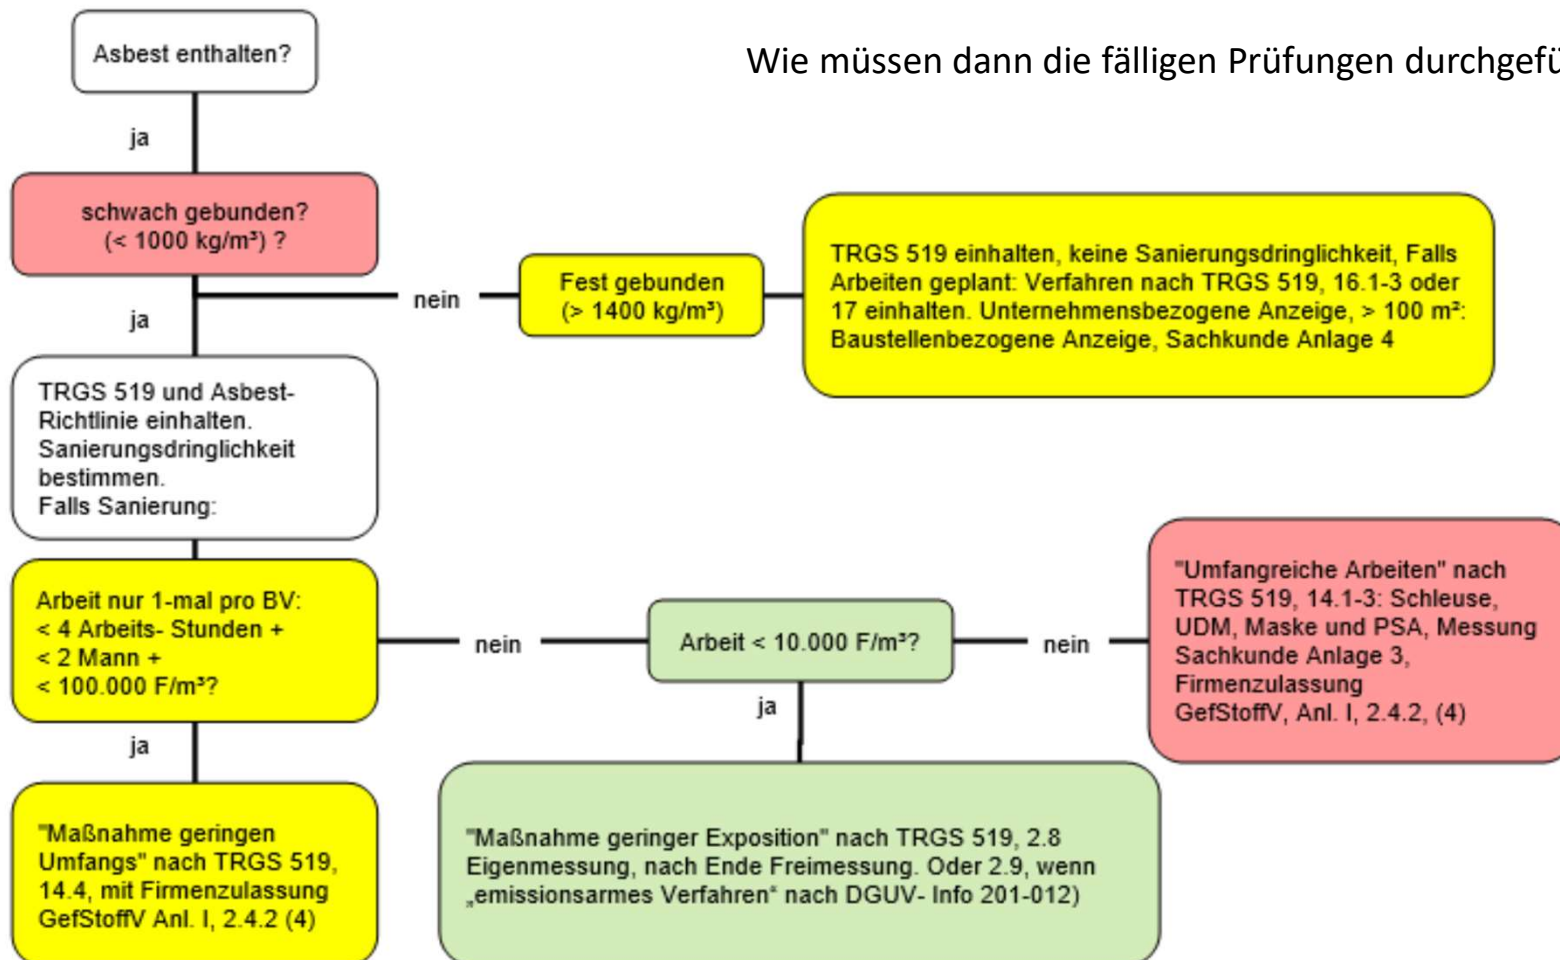 Asbest enthalten?
Wie müssen dann die fälligen Prüfungen
ja
schwach gebunden?
(< 1000 kg/m³) ?
nein
Fest gebunden
(> 1400 kg/m³)
TRGS 519 einhalten, keine Sanierungsdringlichkeit, Falls
Arbeiten geplant: Verfahren nach TRGS 519, 16.1-3 oder
17 einhalten. Unternehmensbezogene Anzeige, > 100 m²:
Baustellenbezogene Anzeige, Sachkunde Anlage 4
ja
TRGS 519 und Asbest-
Richtlinie einhalten.
Sanierungsdringlichkeit
bestimmen.
Falls Sanierung:
Arbeit nur 1-mal pro BV:
< 4 Arbeits- Stunden +
< 2 Mann +
< 100.000 F/m³?
nein
Arbeit < 10.000 F/m³?
nein
"Umfangreiche Arbeiten" nach
TRGS 519, 14.1-3: Schleuse,
UDM, Maske und PSA, Messung
Sachkunde Anlage 3,
Firmenzulassung
GefStoffV, Anl. I, 2.4.2, (4)
ja
"Maßnahme geringen
Umfangs" nach TRGS 519,
14.4, mit Firmenzulassung
GefStoffV Anl. I, 2.4.2 (4)
ja
"Maßnahme geringer Exposition" nach TRGS 519, 2.8
Eigenmessung, nach Ende Freimessung. Oder 2.9, wenn
„emissionsarmes Verfahren“ nach DGUV- Info 201-012)